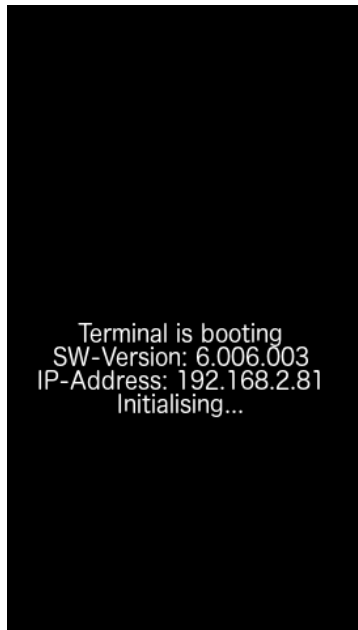 Terminal is booting
SW-Version: 6.006.003
IP-Address: 192.168.2.81
Initialising...